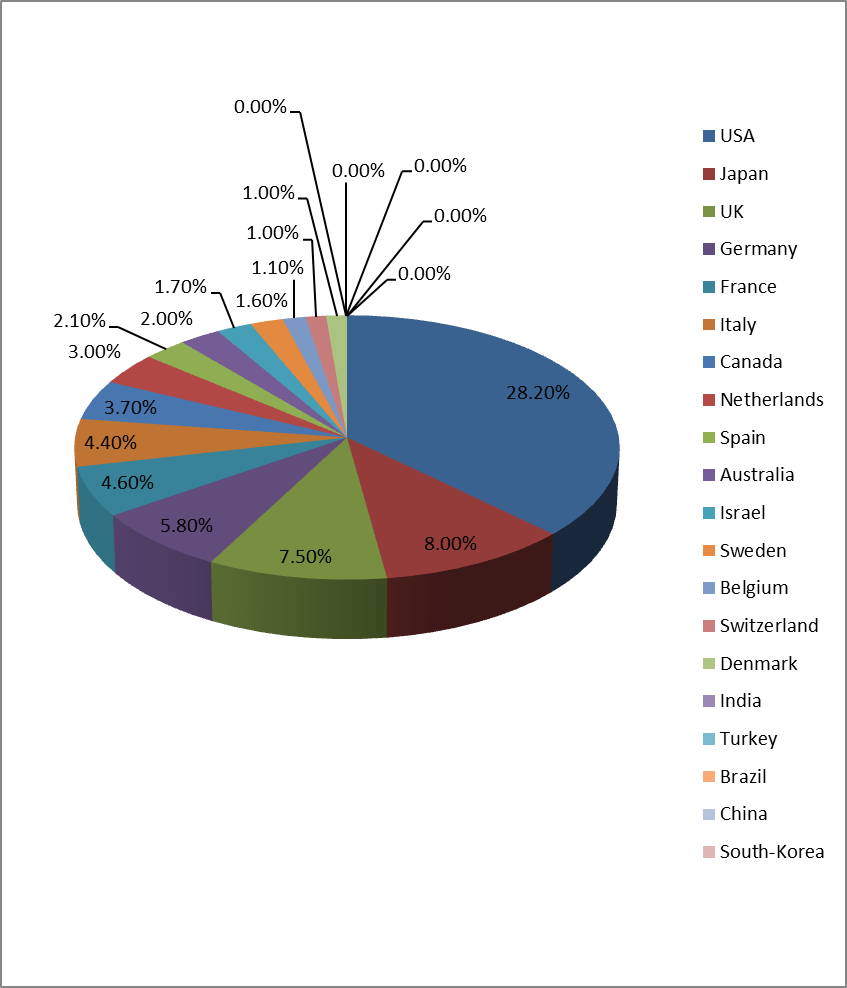 0.00%
0.00%
0.00%
1.00%
0.00%
1.00%
1.10%
0.00%
1.70%
1.60%
2.10%
2.00%
3.00%
28.20%
3.70%
4.40%
4.60%
5.80%
8.00%
7.50%
USA
Japan
UK
Germany
France
Italy
Canada
Netherlands
Spain
Australia
Israel
Sweden
Belgium
Switzerland
Denmark
India
Turkey
Brazil
China
South-Korea